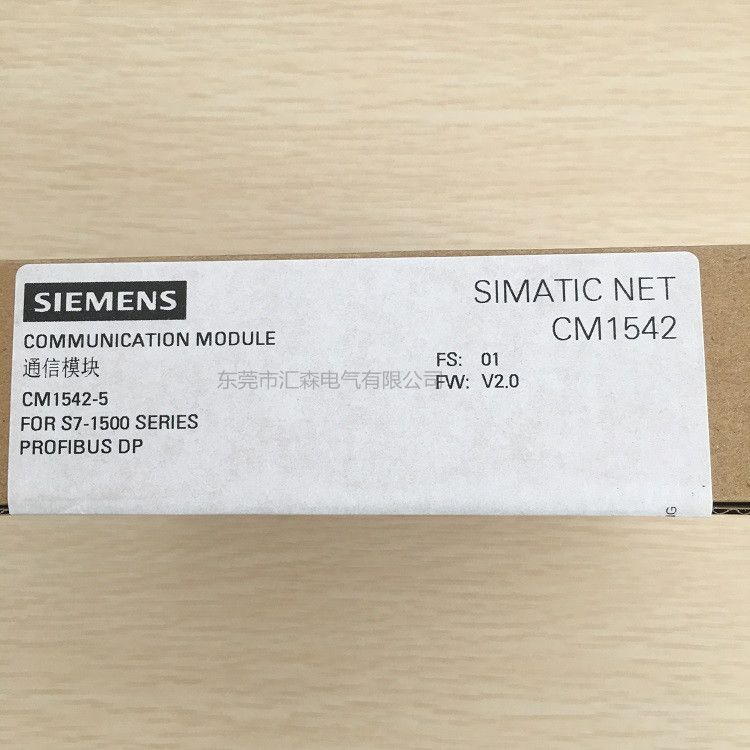 SIEMENS
SIMATIC NET
CM1542
COMMUNICATION MODULE
通信模块
CM1542-5
FOR S7-1500 SERIES
PROFIBUS DP
FS: 01
FW: V2.0
东莞市汇森电气有限公司